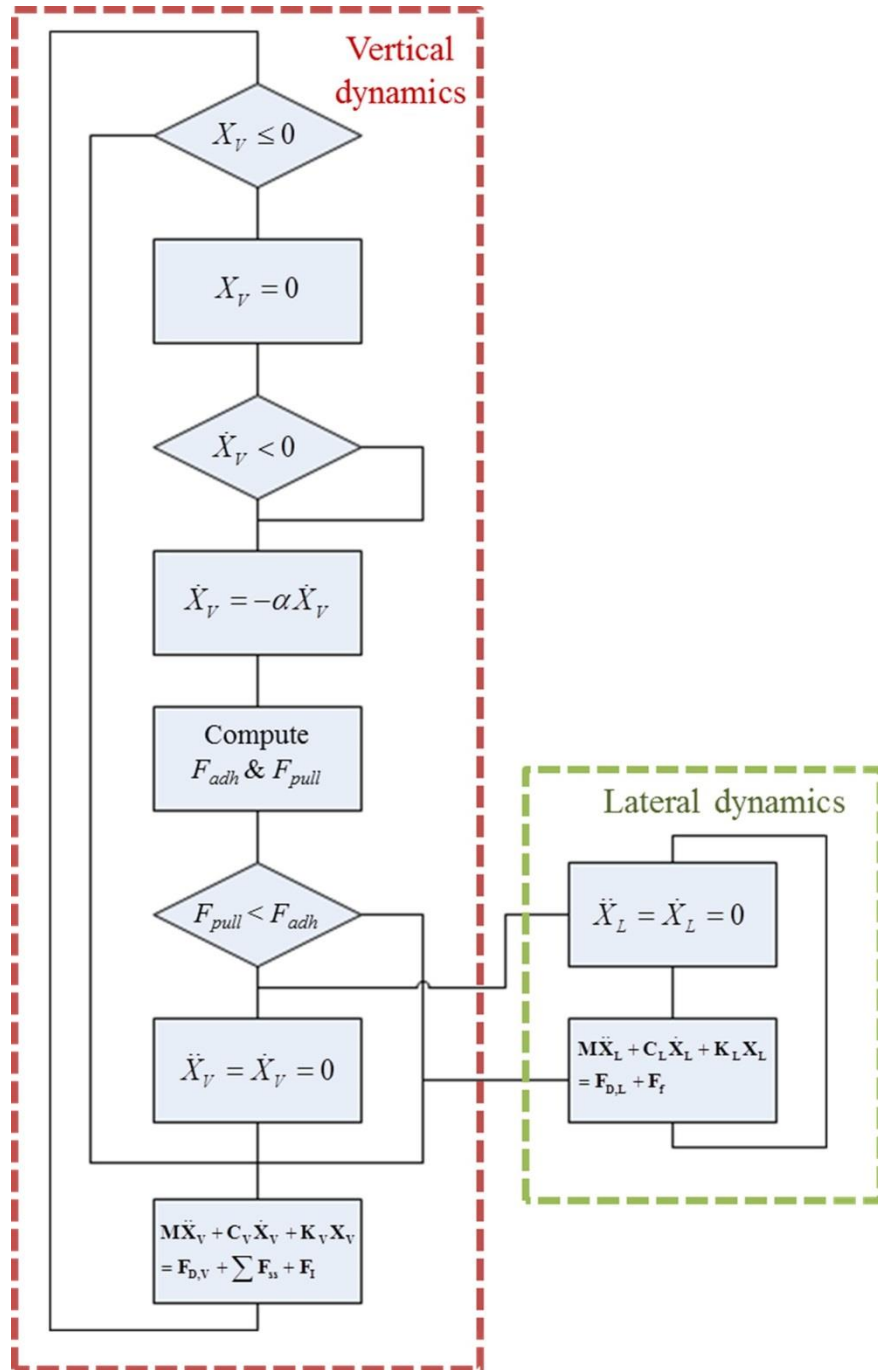 Vertical
dynamics
X_V ≤ 0
X_V = 0
Ẋ_V < 0
Ẋ_V = −αẊ_V
Compute
F_adh & F_pull
F_pull < F_adh
Ẍ_V = Ẋ_V = 0
MẌ_V + C_VẊ_V + K_VX_V
= F_D,V + ∑ F_ss + F_I
Lateral dynamics
Ẍ_L = Ẋ_L = 0
MẌ_L + C_LẊ_L + K_LX_L
= F_D,L + F_f